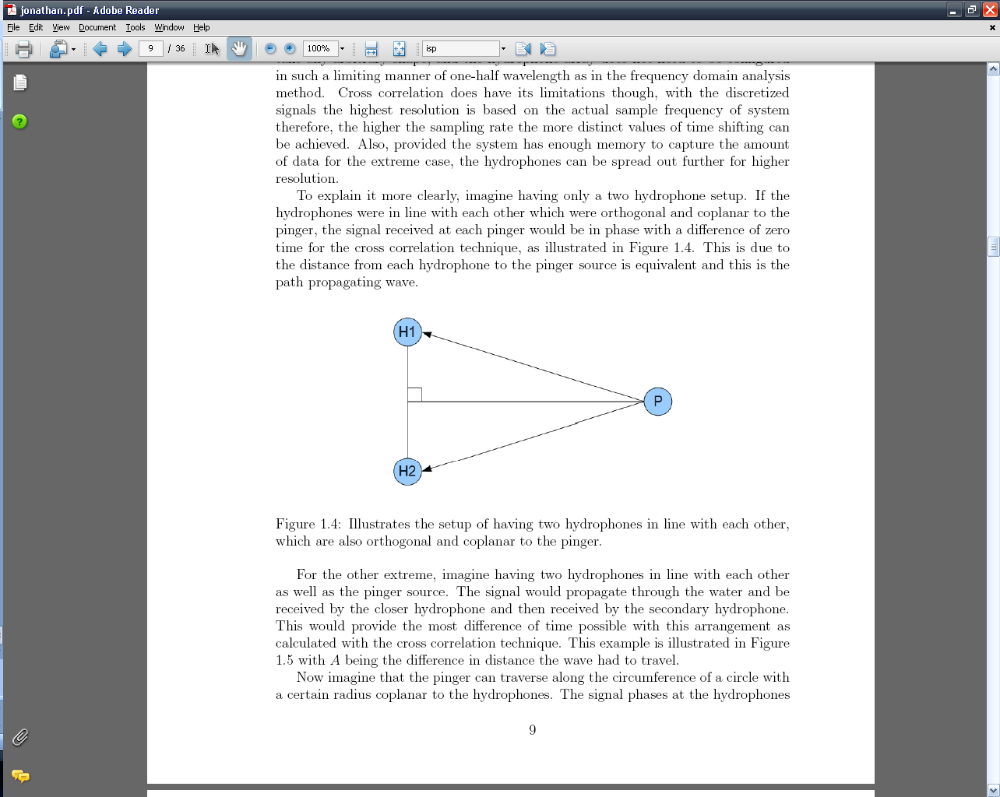 jonathan.pdf - Adobe Reader
File Edit View Document Tools Window Help
9 / 36 100% isp
in such a limiting manner of one-half wavelength as in the frequency domain analysis
method. Cross correlation does have its limitations though, with the discretized
signals the highest resolution is based on the actual sample frequency of system
therefore, the higher the sampling rate the more distinct values of time shifting can
be achieved. Also, provided the system has enough memory to capture the amount
of data for the extreme case, the hydrophones can be spread out further for higher
resolution.
To explain it more clearly, imagine having only a two hydrophone setup. If the
hydrophones were in line with each other which were orthogonal and coplanar to the
pinger, the signal received at each pinger would be in phase with a difference of zero
time for the cross correlation technique, as illustrated in Figure 1.4. This is due to
the distance from each hydrophone to the pinger source is equivalent and this is the
path propagating wave.
H1
P
H2
Figure 1.4: Illustrates the setup of having two hydrophones in line with each other,
which are also orthogonal and coplanar to the pinger.
For the other extreme, imagine having two hydrophones in line with each other
as well as the pinger source. The signal would propagate through the water and be
received by the closer hydrophone and then received by the secondary hydrophone.
This would provide the most difference of time possible with this arrangement as
calculated with the cross correlation technique. This example is illustrated in Figure
1.5 with A being the difference in distance the wave had to travel.
Now imagine that the pinger can traverse along the circumference of a circle with
a certain radius coplanar to the hydrophones. The signal phases at the hydrophones
9